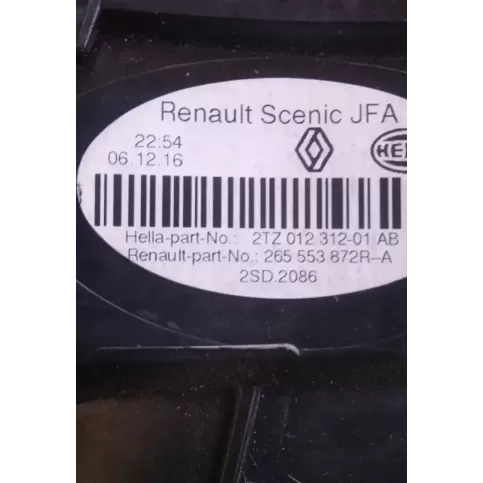 Renault Scenic JFA
22:54
06.12.16
Hella-part-No.: 2TZ 012 312-01 AB
Renault-part-No.: 265 553 872R--A
2SD.2086